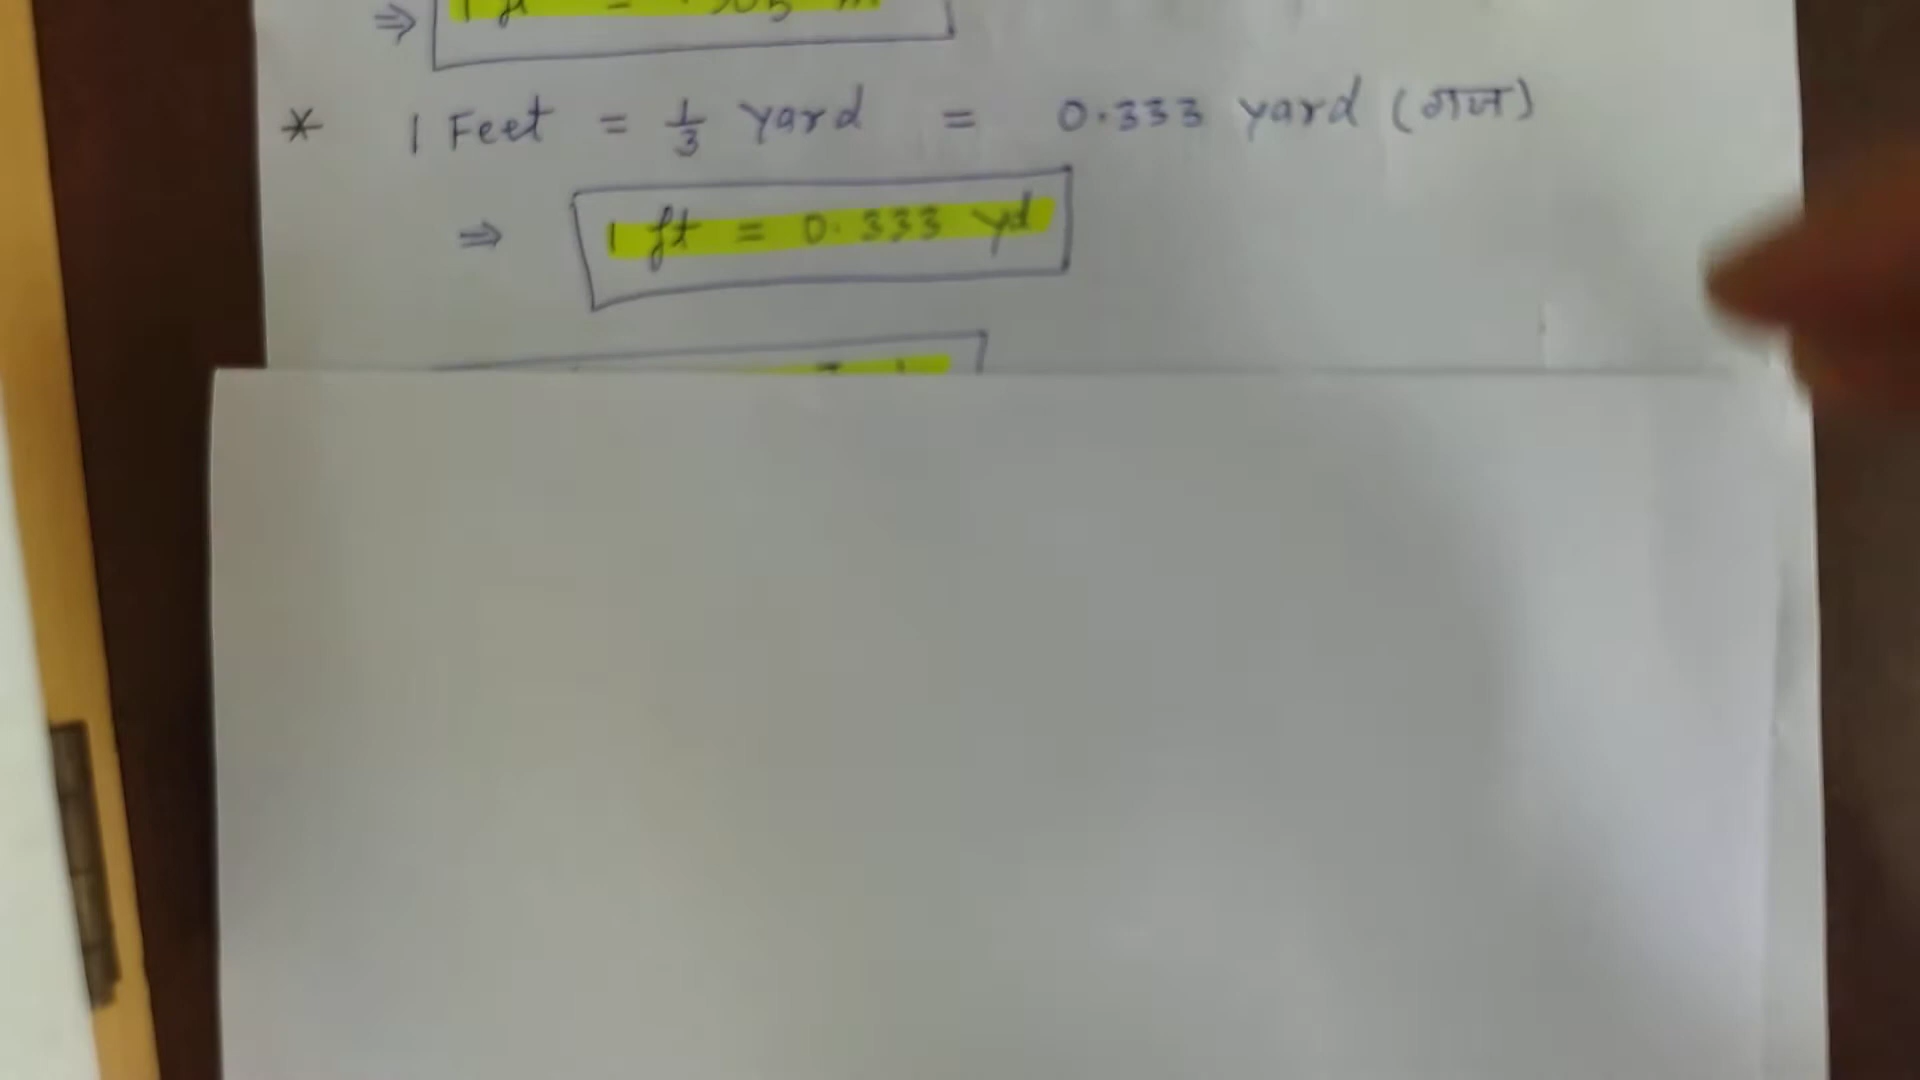 * 1 Feet = 1/3 yard = 0.333 yard (गज)
⇒ 1 ft = 0.333 yd